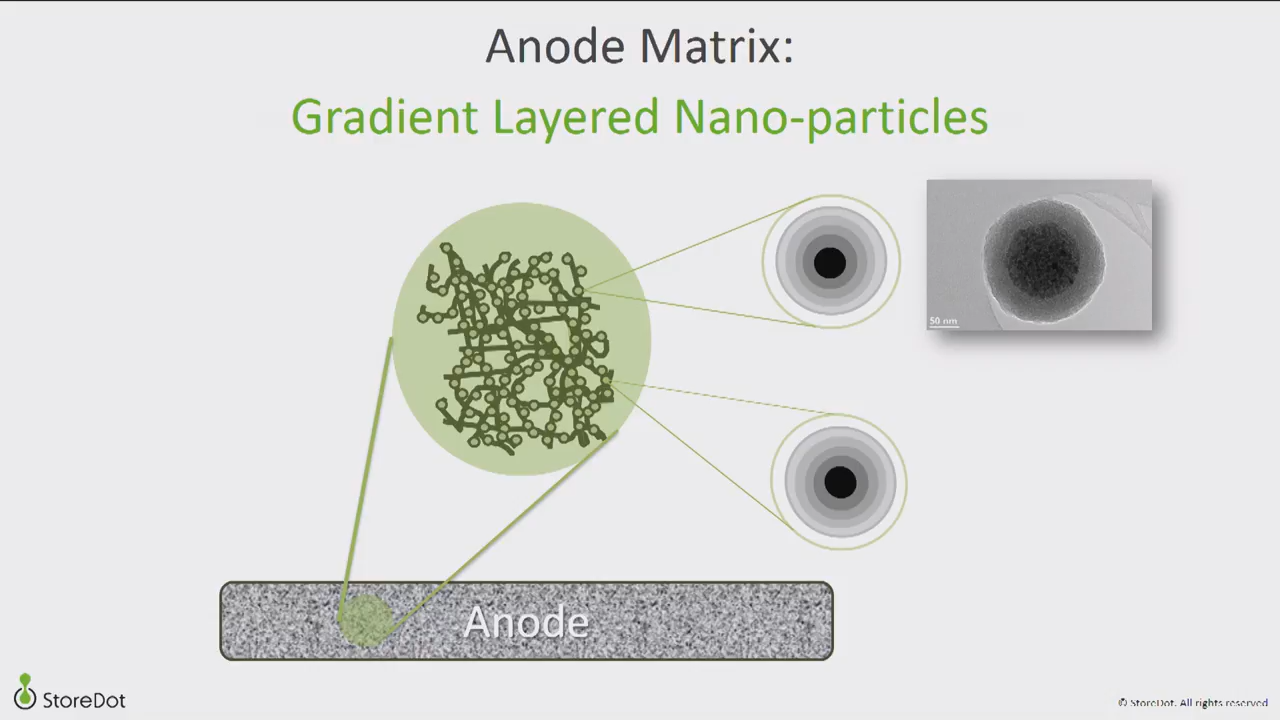 Anode Matrix:
Gradient Layered Nano-particles
50 nm
Anode
StoreDot
© StoreDot. All rights reserved